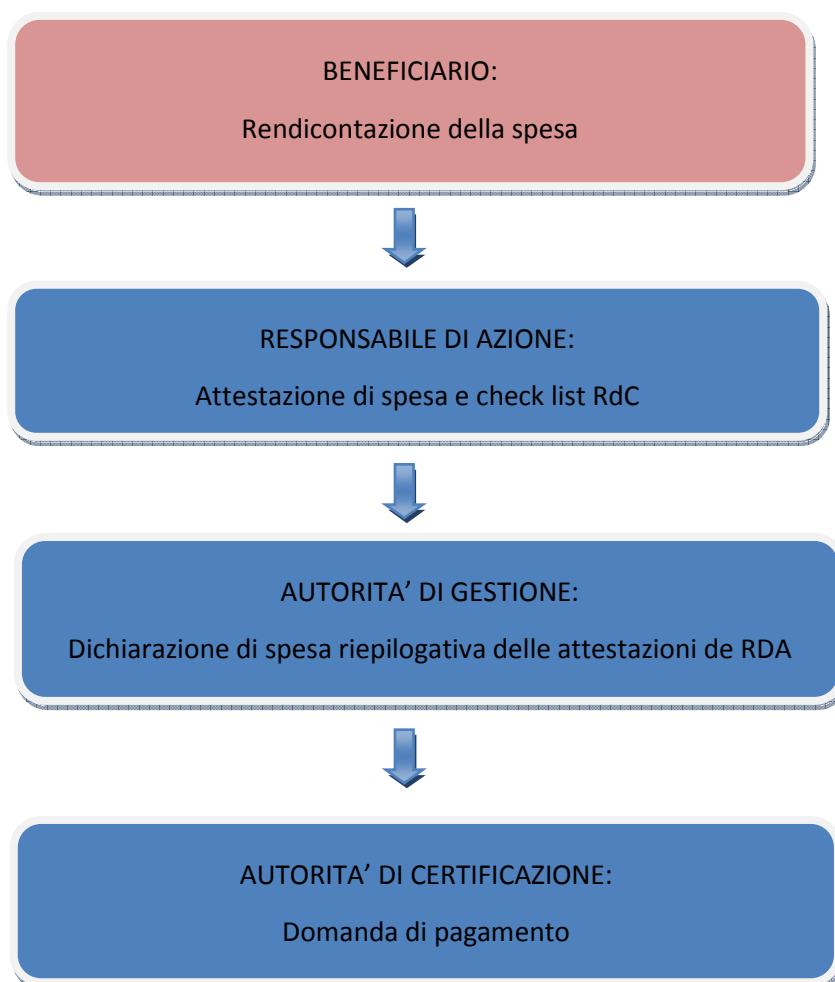 BENEFICIARIO:
Rendicontazione della spesa
RESPONSABILE DI AZIONE:
Attestazione di spesa e check list RdC
AUTORITA’ DI GESTIONE:
Dichiarazione di spesa riepilogativa delle attestazioni de RDA
AUTORITA’ DI CERTIFICAZIONE:
Domanda di pagamento